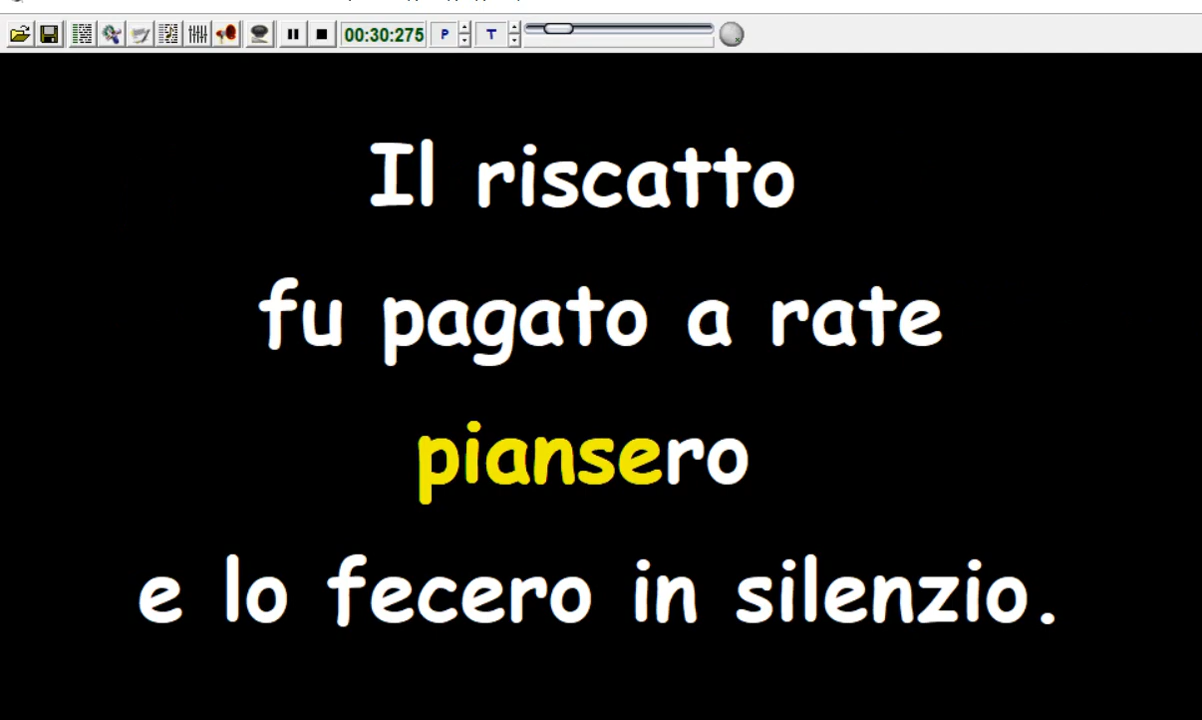 00:30:275 P T
Il riscatto
fu pagato a rate
piansero
e lo fecero in silenzio.